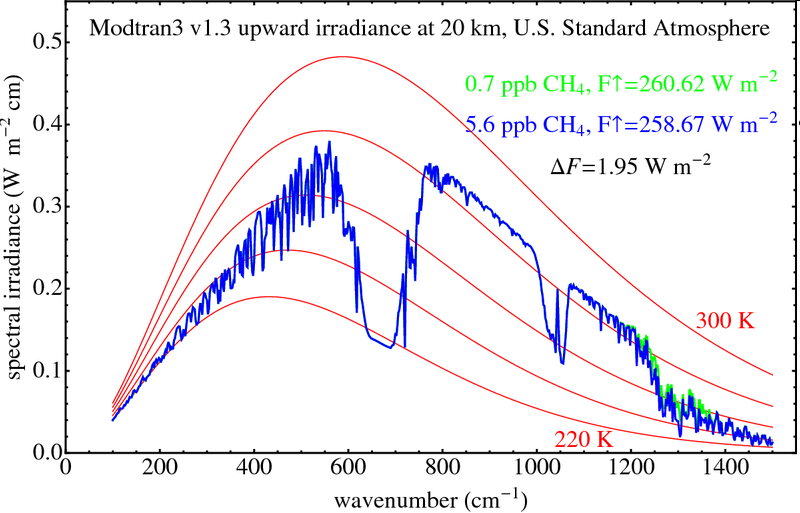 Modtran3 v1.3 upward irradiance at 20 km, U.S. Standard Atmosphere
0.7 ppb CH₄, F↑=260.62 W m⁻²
5.6 ppb CH₄, F↑=258.67 W m⁻²
ΔF=1.95 W m⁻²
300 K
220 K
spectral irradiance (W m⁻² cm)
0.5
0.4
0.3
0.2
0.1
0.0
0 200 400 600 800 1000 1200 1400
wavenumber (cm⁻¹)